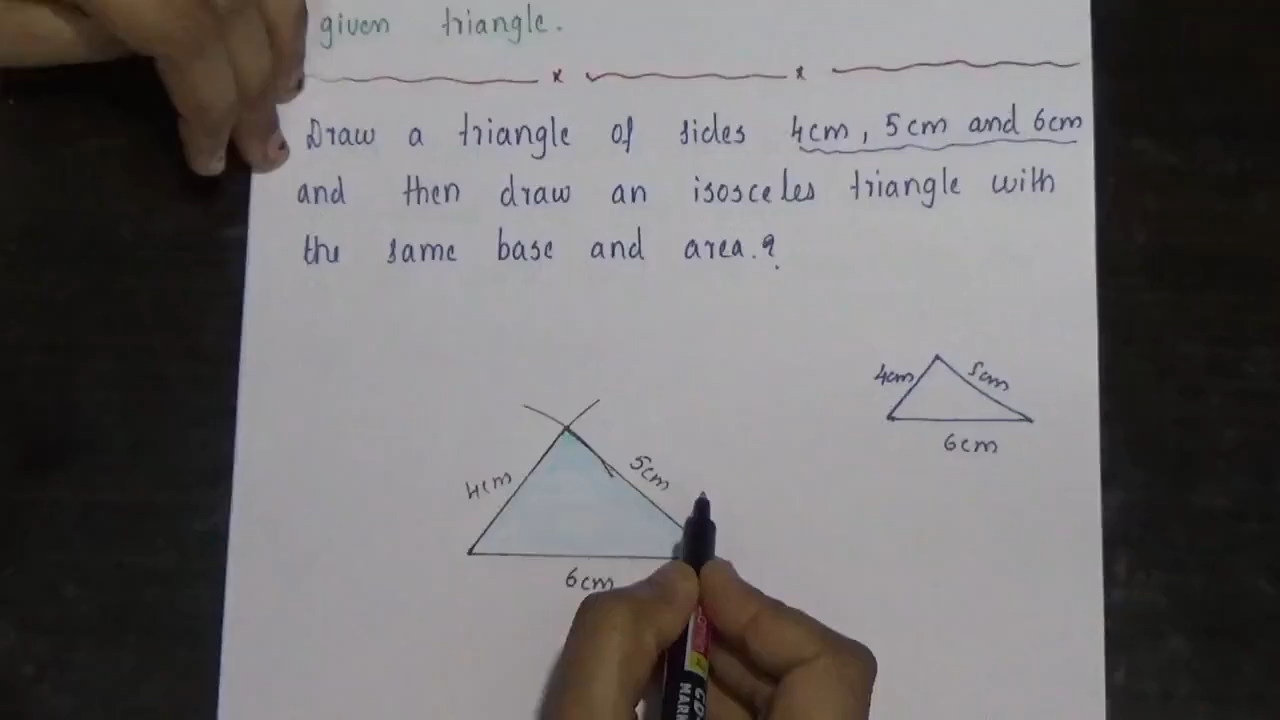 given triangle.
Draw a triangle of sides 4cm, 5cm and 6cm
and then draw an isosceles triangle with
the same base and area.?
4cm 5cm
6cm
4cm 5cm
6cm